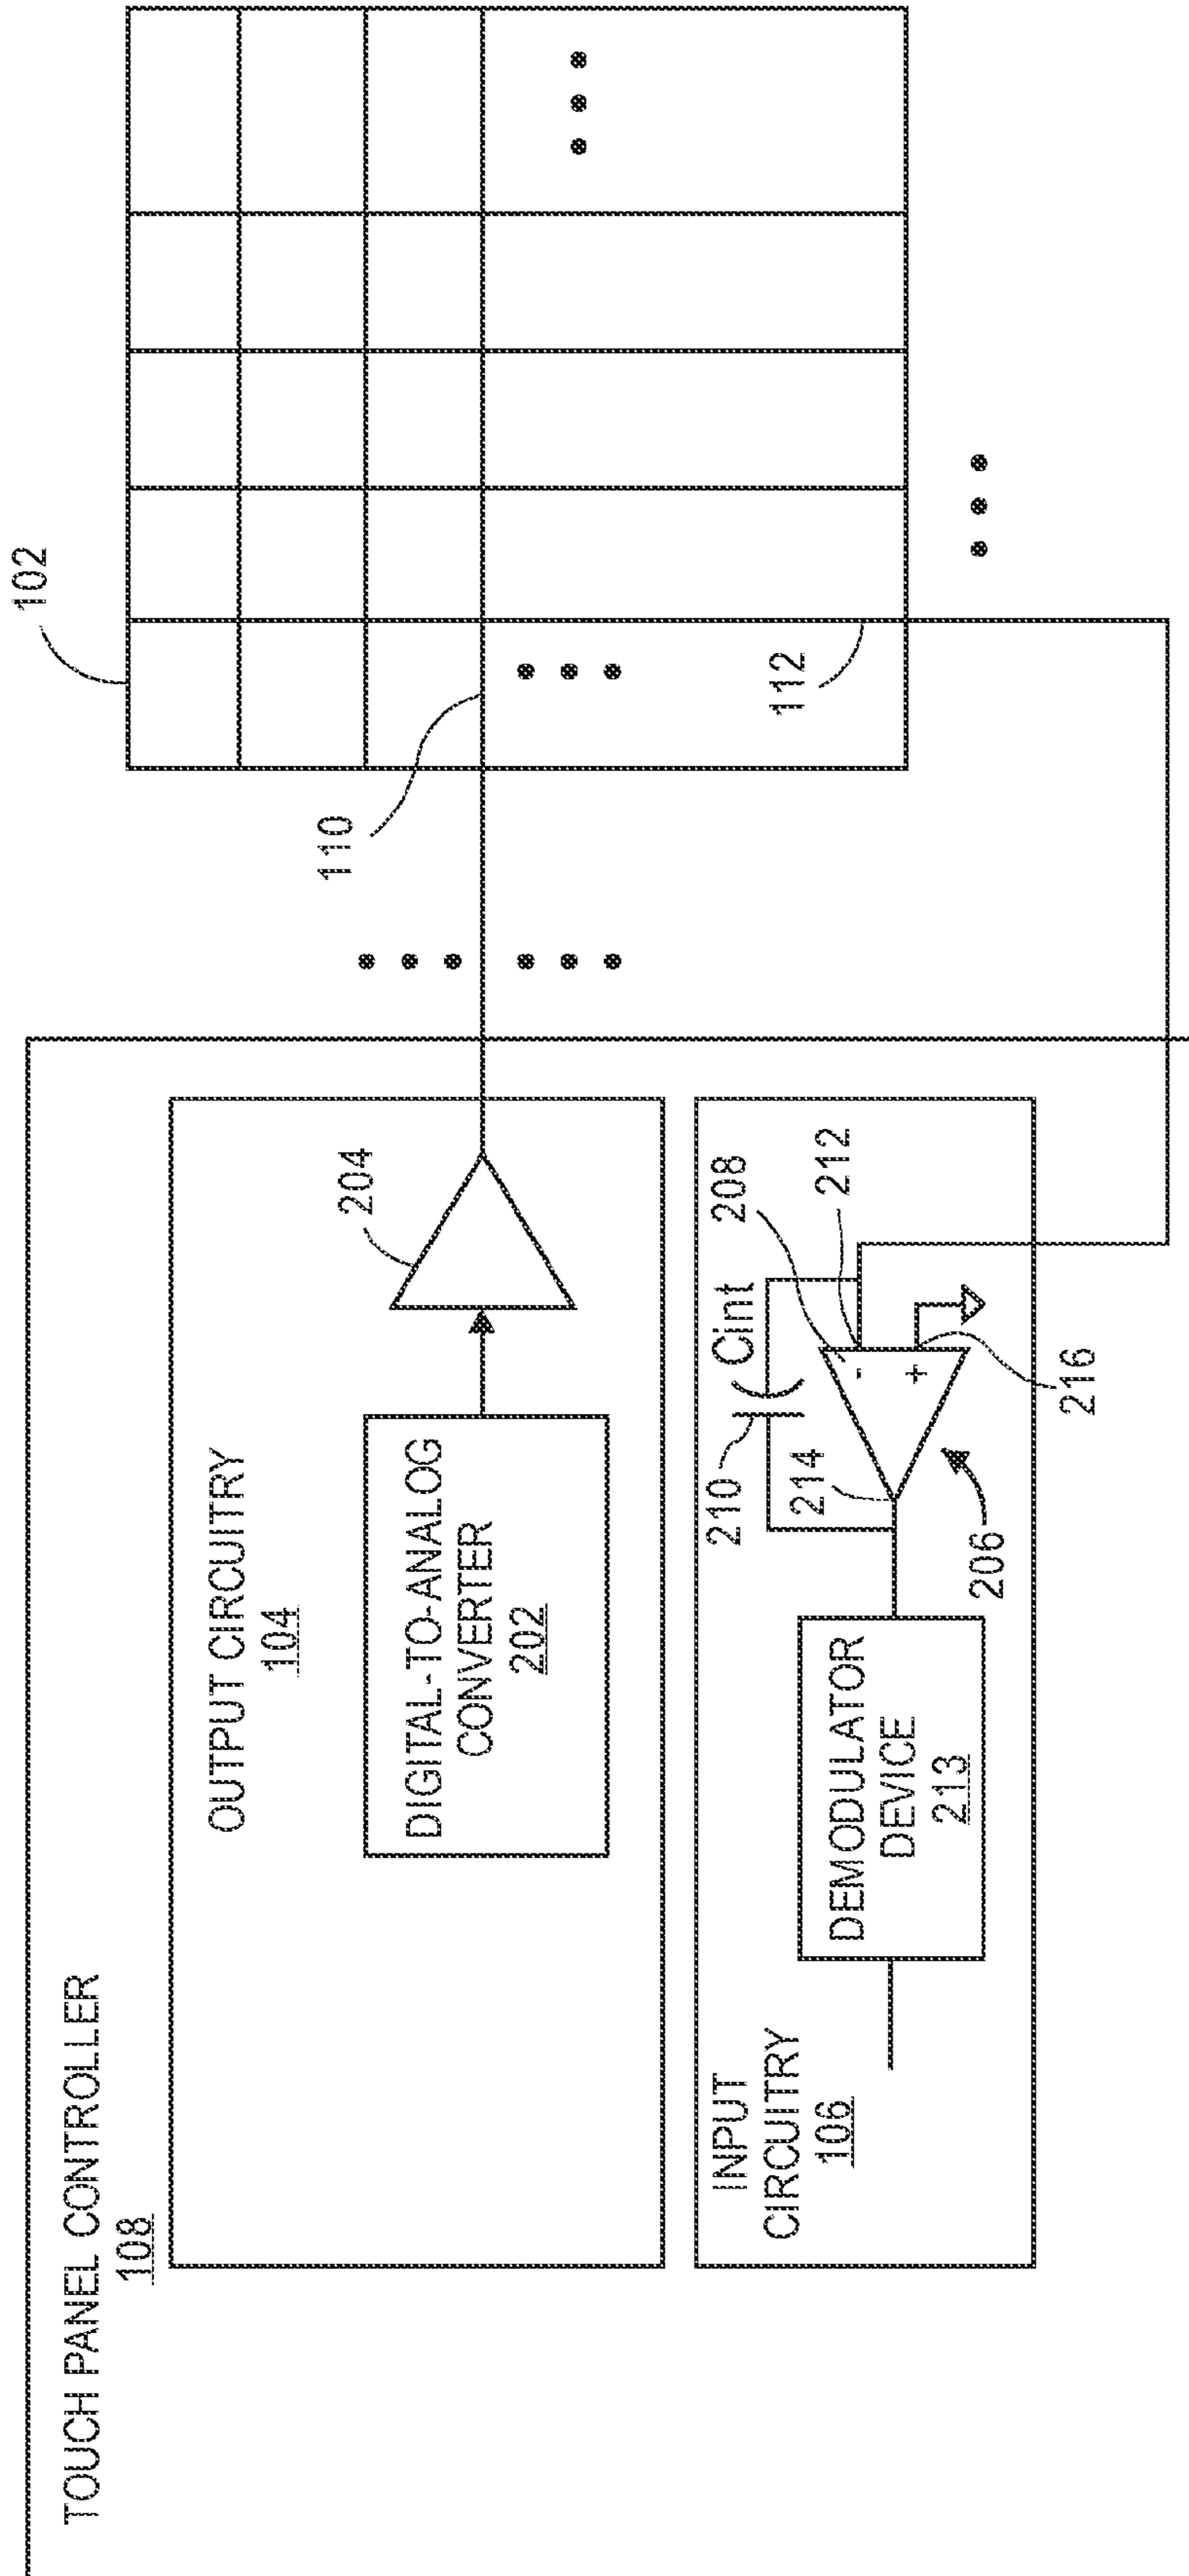 TOUCH PANEL CONTROLLER
108
OUTPUT CIRCUITRY
104
DIGITAL-TO-ANALOG
CONVERTER
202
204
110
102
INPUT
CIRCUITRY
106
DEMODULATOR
DEVICE
213
210
Cint
208
212
214
-
+
216
206
112